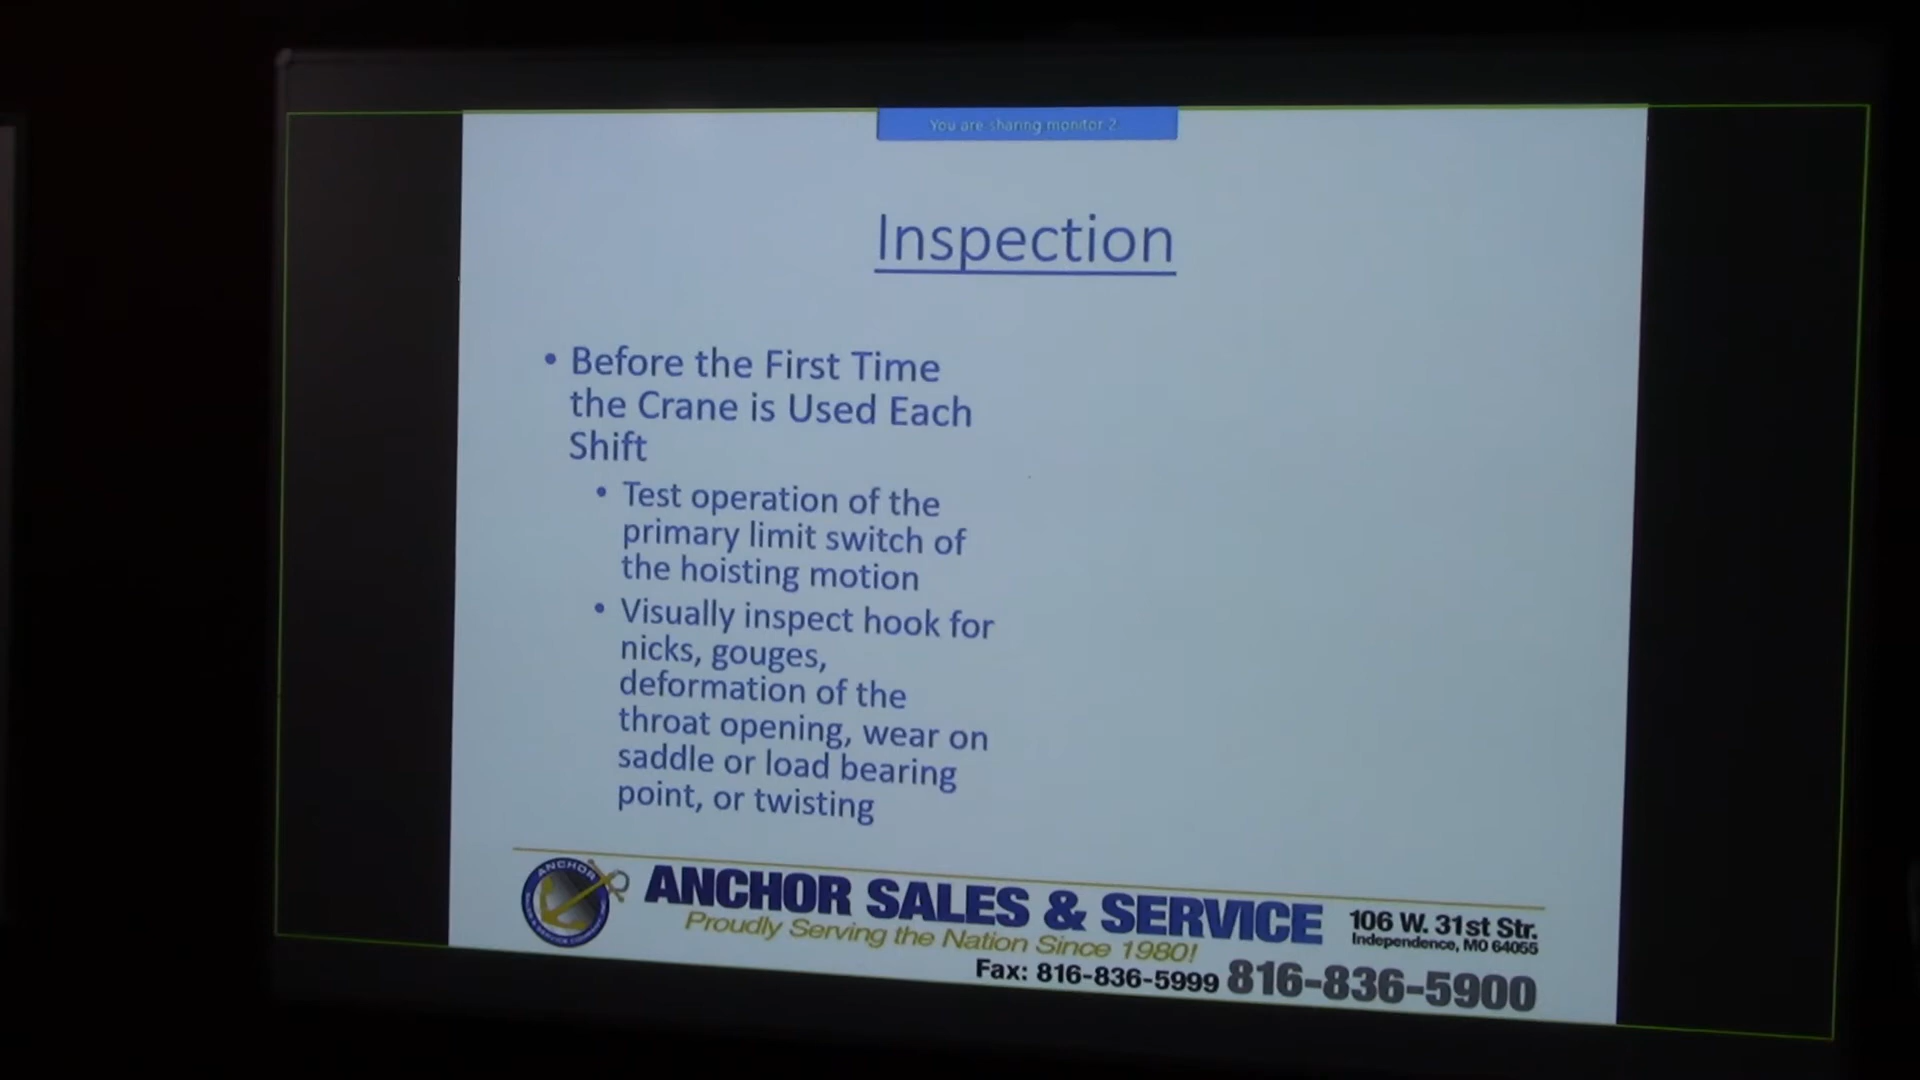 You are sharing monitor 2
Inspection
• Before the First Time
the Crane is Used Each
Shift
• Test operation of the
primary limit switch of
the hoisting motion
• Visually inspect hook for
nicks, gouges,
deformation of the
throat opening, wear on
saddle or load bearing
point, or twisting
ANCHOR
ANCHOR SALES & SERVICE
Proudly Serving the Nation Since 1980!
106 W. 31st Str.
Independence, MO 64055
Fax: 816-836-5999 816-836-5900